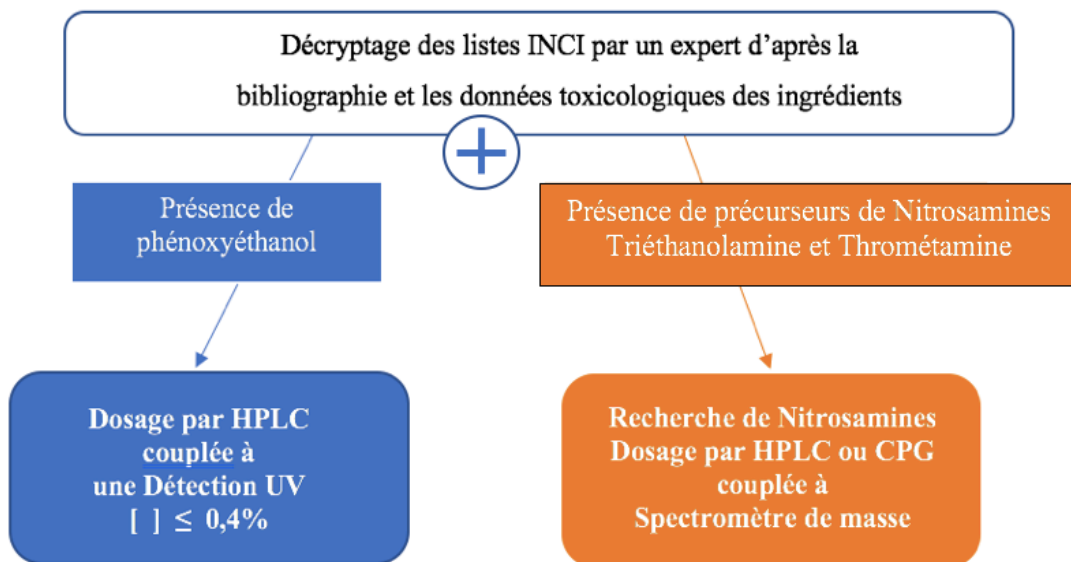 Décryptage des listes INCI par un expert d’après la
bibliographie et les données toxicologiques des ingrédients
Présence de
phénoxyéthanol
Présence de précurseurs de Nitrosamines
Triéthanolamine et Thrométamine
Dosage par HPLC
couplée à
une Détection UV
[ ] ≤ 0,4%
Recherche de Nitrosamines
Dosage par HPLC ou CPG
couplée à
Spectromètre de masse